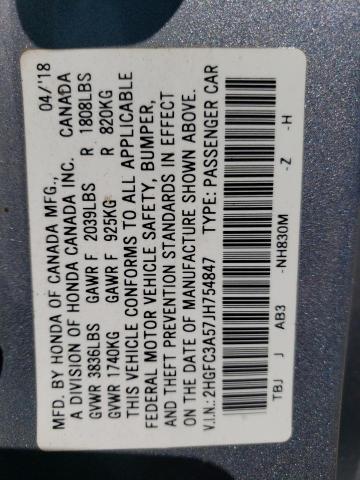 MFD. BY HONDA OF CANADA MFG., 04/'18
A DIVISION OF HONDA CANADA INC. CANADA
GVWR 3836LBS GAWR F 2039LBS R 1808LBS
GVWR 1740KG GAWR F 925KG R 820KG
THIS VEHICLE CONFORMS TO ALL APPLICABLE
FEDERAL MOTOR VEHICLE SAFETY, BUMPER,
AND THEFT PREVENTION STANDARDS IN EFFECT
ON THE DATE OF MANUFACTURE SHOWN ABOVE.
V.I.N.: 2HGFC3A57JH754847 TYPE: PASSENGER CAR
TBJ J AB3 -NH830M -Z -H